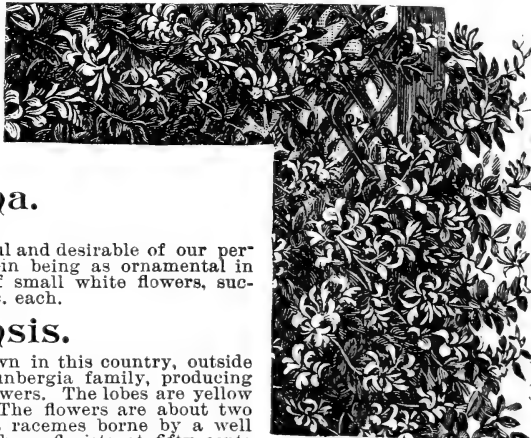 a.
l and desirable of our per-
in being as ornamental in
f small white flowers, suc-
. each.
sis.
wn in this country, outside
nbergia family, producing
wers. The lobes are yellow
The flowers are about two
racemes borne by a well